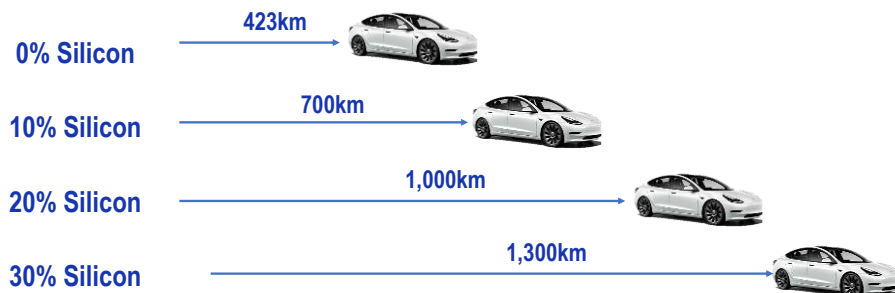 423km
0% Silicon
700km
10% Silicon
1,000km
20% Silicon
1,300km
30% Silicon